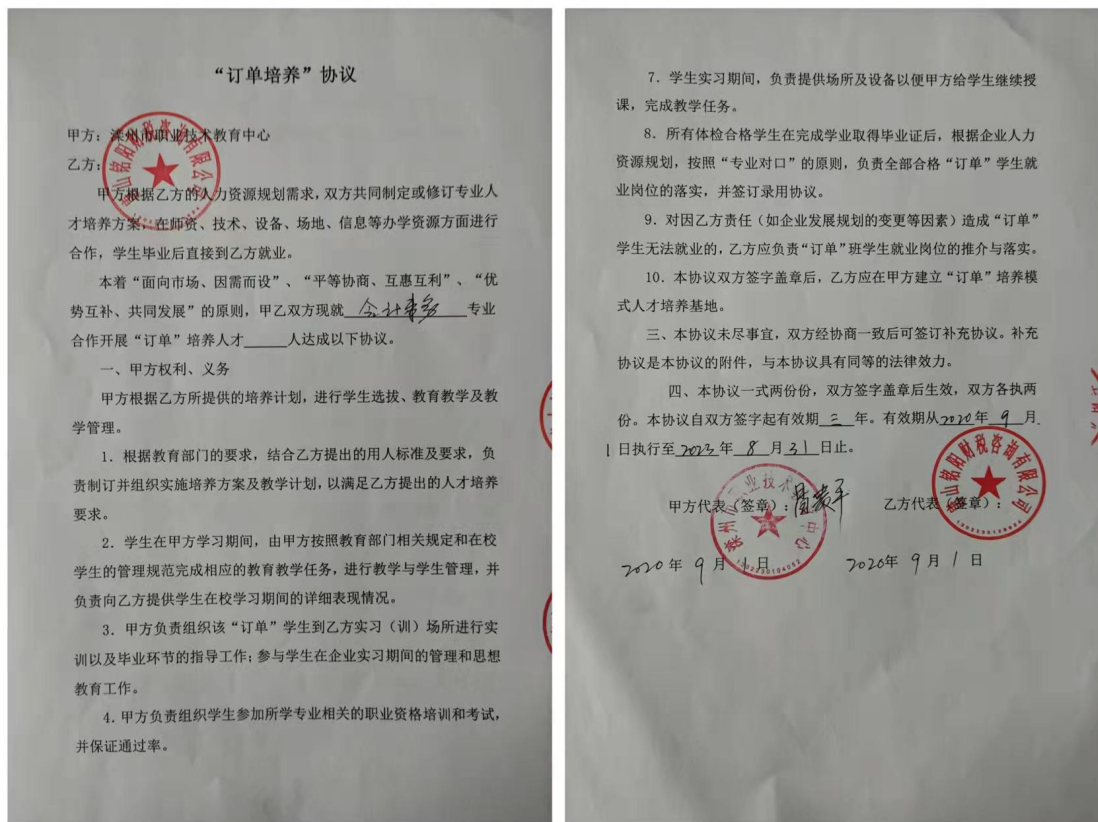 “订单培养”协议
甲方：滦州市职业技术教育中心
乙方：
甲方根据乙方的人力资源规划需求，双方共同制定或修订专业人
才培养方案，在师资、技术、设备、场地、信息等办学资源方面进行
合作，学生毕业后直接到乙方就业。
本着“面向市场、因需而设”、“平等协商、互惠互利”、“优
势互补、共同发展”的原则，甲乙双方现就 会计事务 专业
合作开展“订单”培养人才______人达成以下协议。
一、甲方权利、义务
甲方根据乙方所提供的培养计划，进行学生选拔、教育教学及教
学管理。
1．根据教育部门的要求，结合乙方提出的用人标准及要求，负
责制订并组织实施培养方案及教学计划，以满足乙方提出的人才培养
要求。
2．学生在甲方学习期间，由甲方按照教育部门相关规定和在校
学生的管理规范完成相应的教育教学任务，进行教学与学生管理，并
负责向乙方提供学生在校学习期间的详细表现情况。
3．甲方负责组织该“订单”学生到乙方实习（训）场所进行实
训以及毕业环节的指导工作；参与学生在企业实习期间的管理和思想
教育工作。
4．甲方负责组织学生参加所学专业相关的职业资格培训和考试，
并保证通过率。
唐山铭阳财税咨询有限公司
7．学生实习期间，负责提供场所及设备以便甲方给学生继续授
课，完成教学任务。
8．所有体检合格学生在完成学业取得毕业证后，根据企业人力
资源规划，按照“专业对口”的原则，负责全部合格“订单”学生就
业岗位的落实，并签订录用协议。
9．对因乙方责任（如企业发展规划的变更等因素）造成“订单”
学生无法就业的，乙方应负责“订单”班学生就业岗位的推介与落实。
10．本协议双方签字盖章后，乙方应在甲方建立“订单”培养模
式人才培养基地。
三、本协议未尽事宜，双方经协商一致后可签订补充协议。补充
协议是本协议的附件，与本协议具有同等的法律效力。
四、本协议一式两份份，双方签字盖章后生效，双方各执两
份。本协议自双方签字起有效期 三 年。有效期从2020年 9 月
1 日执行至 2023 年 8 月 31 日止。
甲方代表（签章）：
乙方代表（签章）：
唐山铭阳财税咨询有限公司
2020 年 9 月 1 日
2020年 9 月 1 日